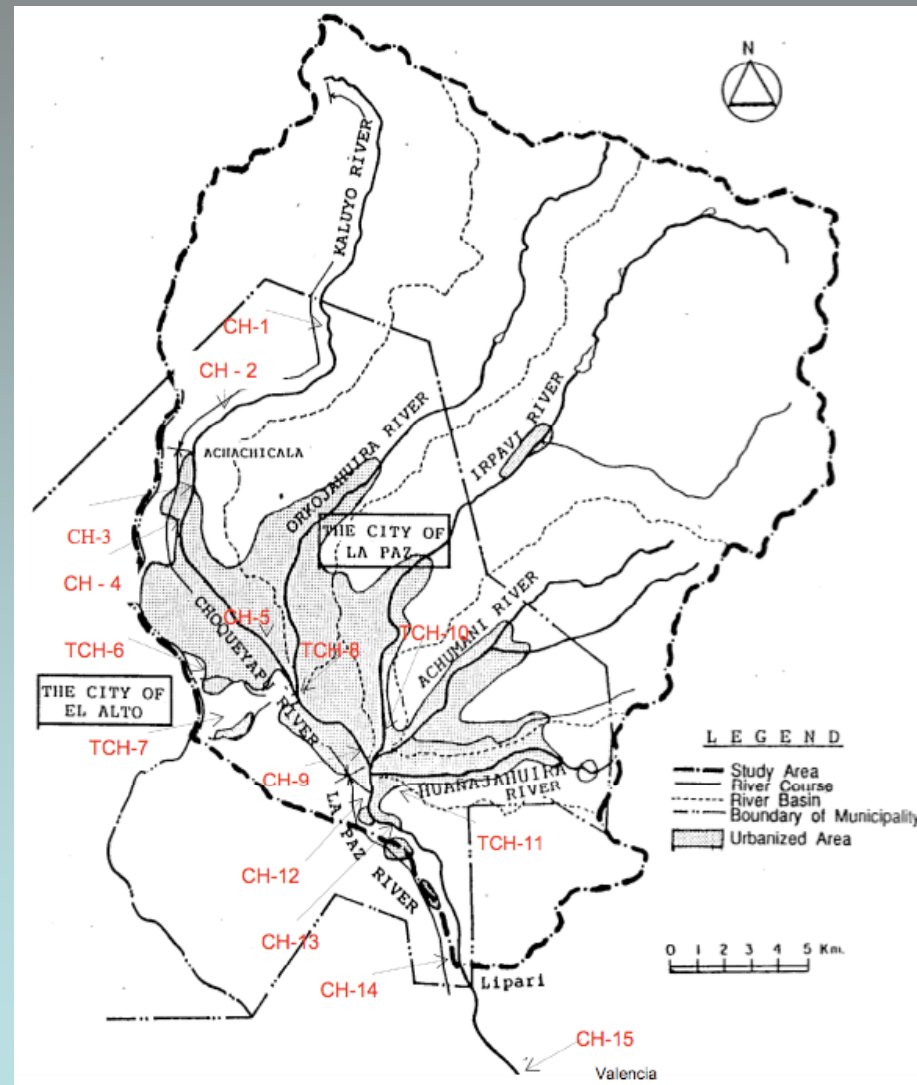 N
KALUYO RIVER
CH-1
CH - 2
ACHACHICALA
ORKOJAHUIRA RIVER
IRPAVI RIVER
THE CITY OF
LA PAZ
CH-3
CH - 4
CHOQUEYAPU RIVER
CH-5
TCH-8
TCH-10
ACHUMANI RIVER
TCH-6
THE CITY OF
EL ALTO
TCH-7
CH-9
HUANAJAHUIRA
RIVER
LA PAZ RIVER
TCH-11
CH-12
CH-13
CH-14
Lipari
CH-15
Valencia
LEGEND
Study Area
River Course
River Basin
Boundary of Municipality
Urbanized Area
0 1 2 3 4 5 Km.